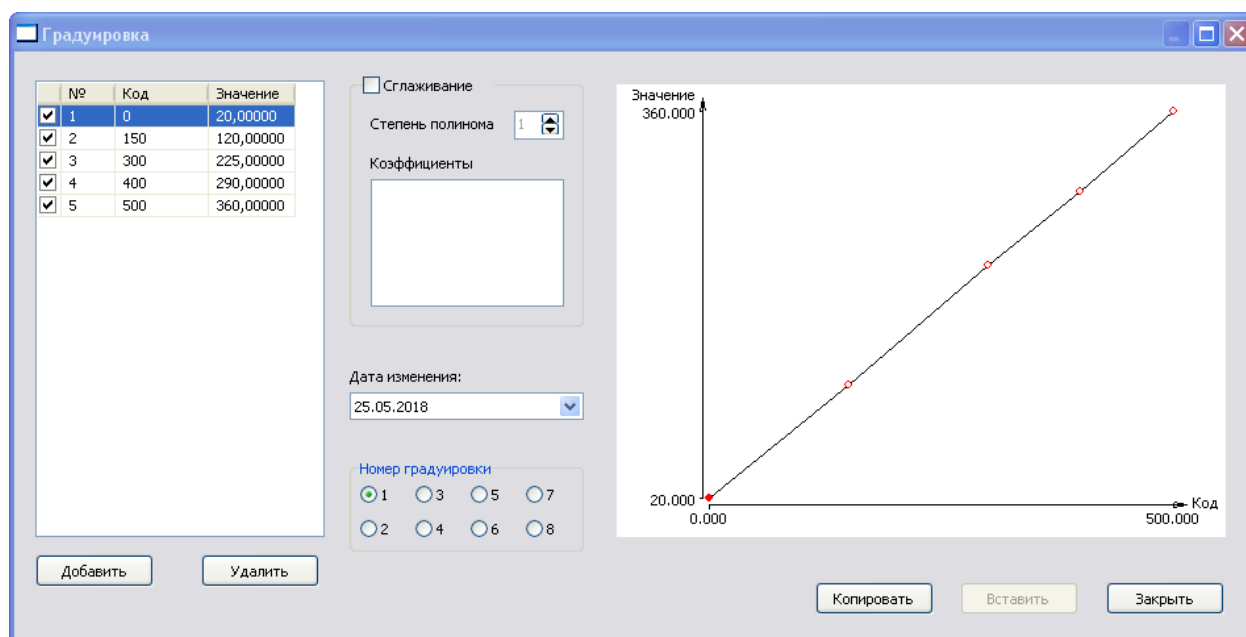 Градуировка
№ Код Значение
1 0 20,00000
2 150 120,00000
3 300 225,00000
4 400 290,00000
5 500 360,00000
Добавить Удалить
Сглаживание
Степень полинома 1
Коэффициенты
Дата изменения:
25.05.2018
Номер градуировки
1 3 5 7
2 4 6 8
Значение
360.000
20.000
Код
0.000 500.000
Копировать Вставить Закрыть